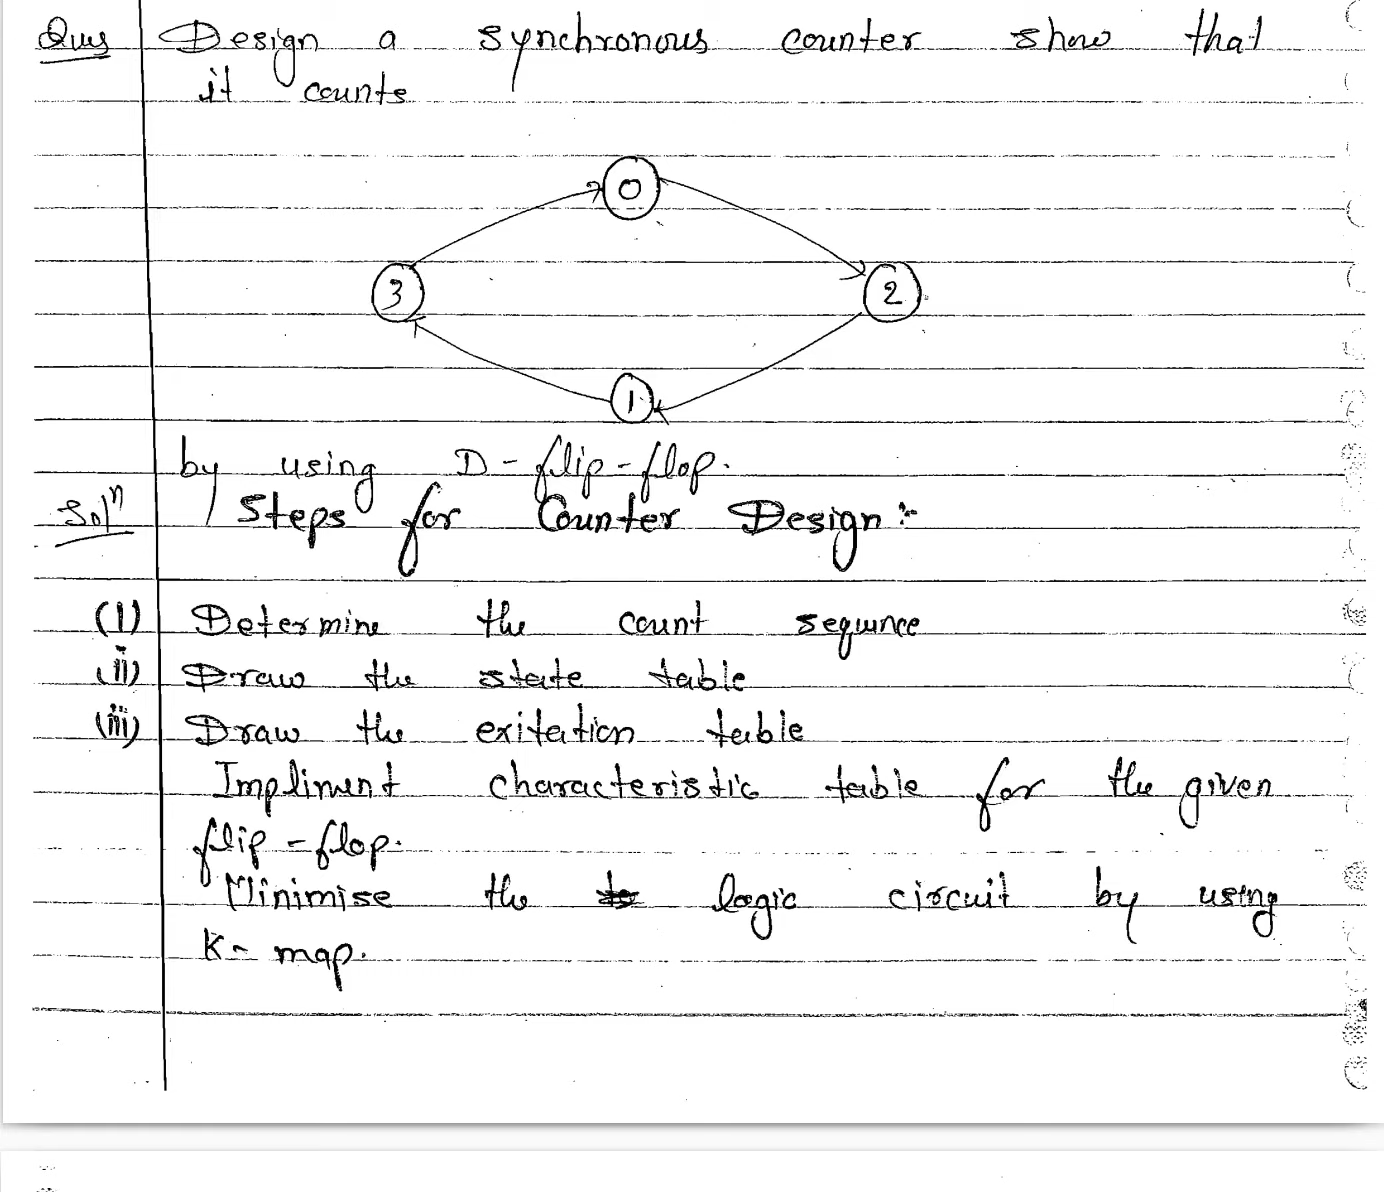 Ques Design a synchronous counter show that
it counts
0
3 2
1
by using D-flip-flop.
Solⁿ Steps for Counter Design:-
(i) Determine the count sequnce
(ii) Draw the state table
(iii) Draw the exitation table
Impliment characteristic table for the given
flip-flop.
Minimise the logic circuit by using
K-map.